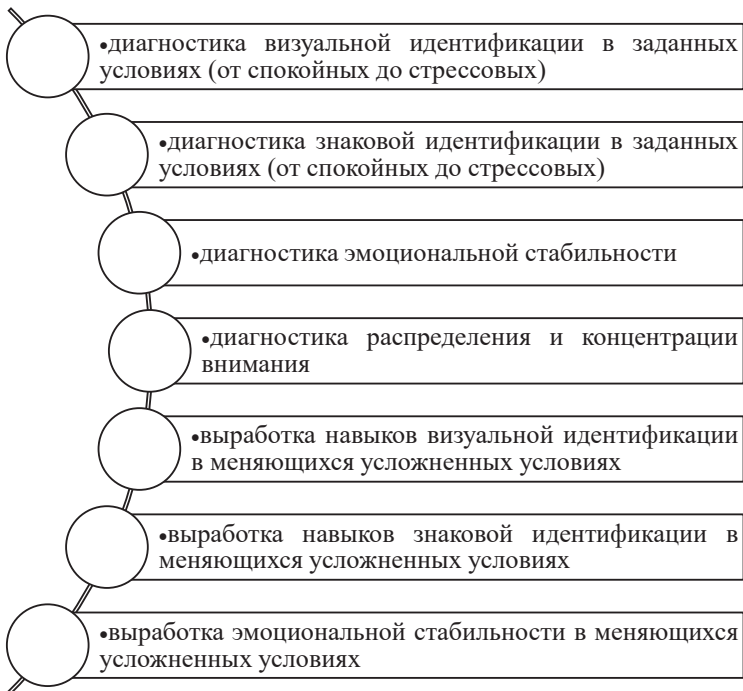 •диагностика визуальной идентификации в заданных
условиях (от спокойных до стрессовых)
•диагностика знаковой идентификации в заданных
условиях (от спокойных до стрессовых)
•диагностика эмоциональной стабильности
•диагностика распределения и концентрации
внимания
•выработка навыков визуальной идентификации
в меняющихся усложненных условиях
•выработка навыков знаковой идентификации в
меняющихся усложненных условиях
•выработка эмоциональной стабильности в меняющихся
усложненных условиях